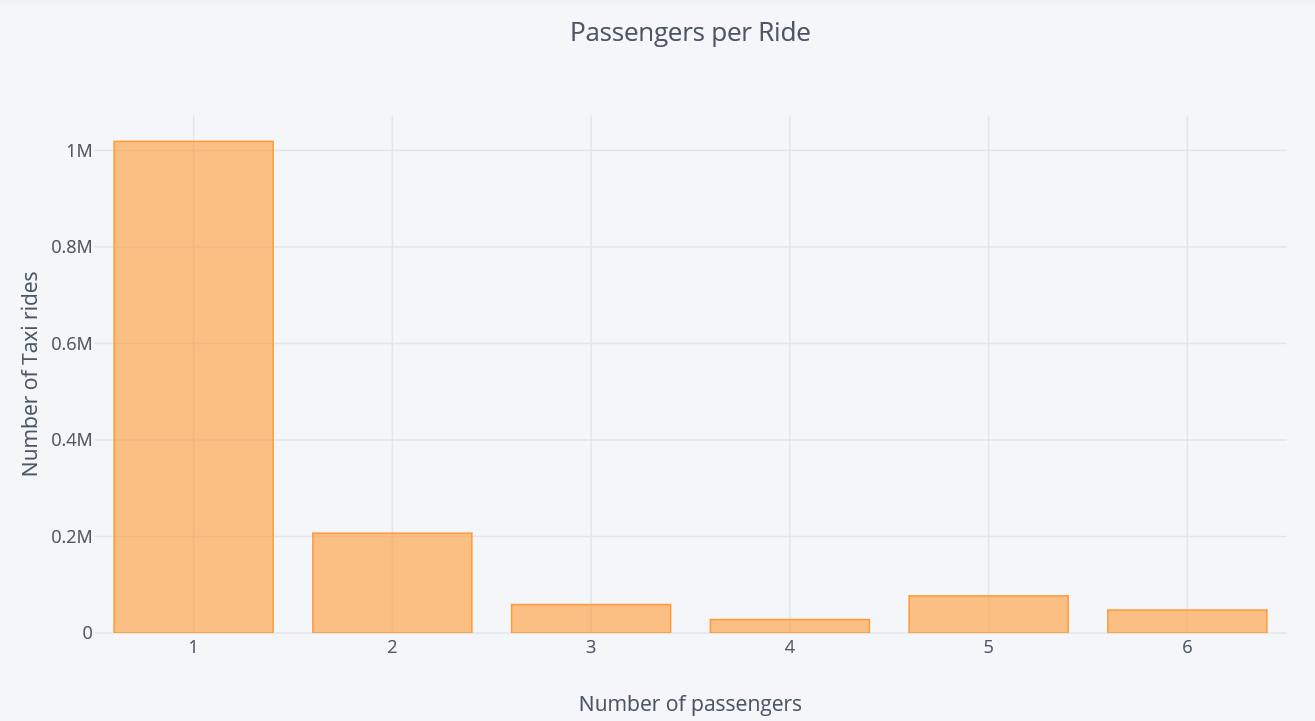 Passengers per Ride
Number of Taxi rides
1M
0.8M
0.6M
0.4M
0.2M
0
1 2 3 4 5 6
Number of passengers